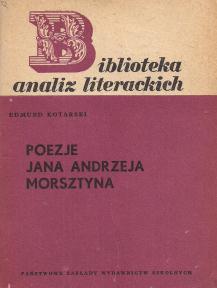 Biblioteka
analiz literackich
EDMUND KOTARSKI
POEZJE
JANA ANDRZEJA
MORSZTYNA
PAŃSTWOWE ZAKŁADY WYDAWNICTW SZKOLNYCH